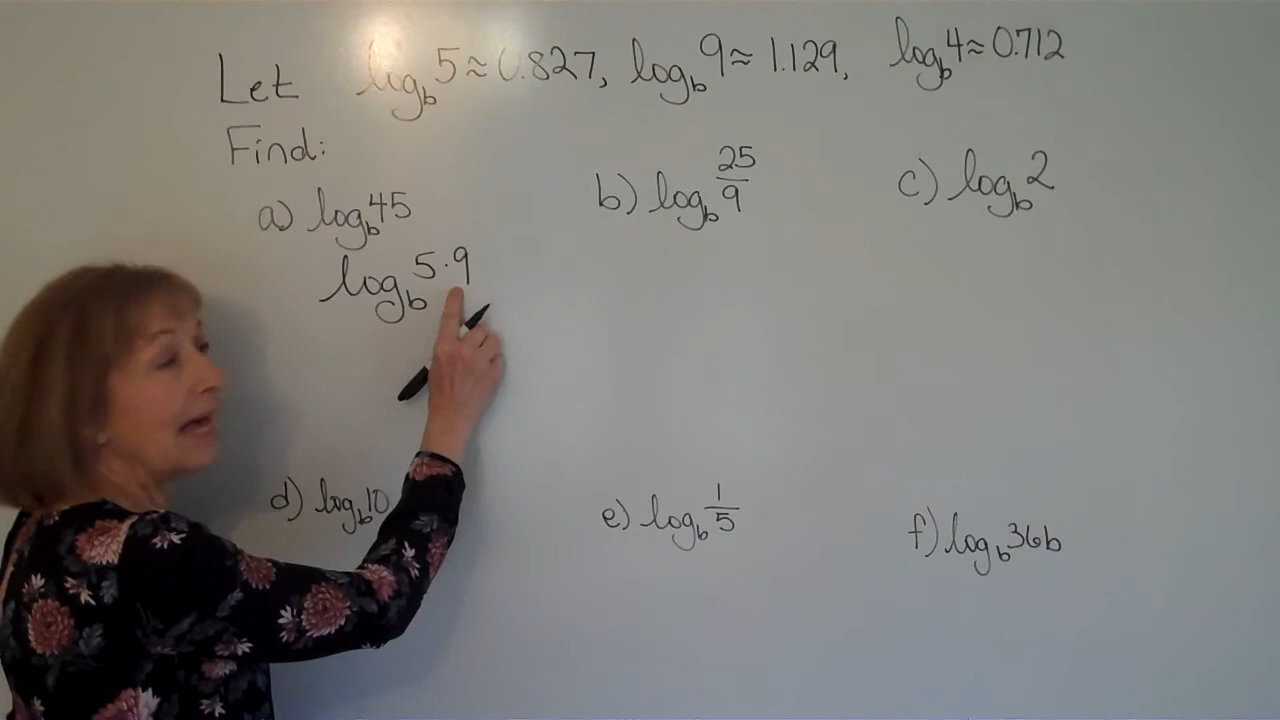 Let log_b 5 ≈ 0.827, log_b 9 ≈ 1.129, log_b 4 ≈ 0.712
Find:
a) log_b 45
b) log_b 25/9
c) log_b 2
log_b 5·9
d) log_b 10
e) log_b 1/5
f) log_b 36b